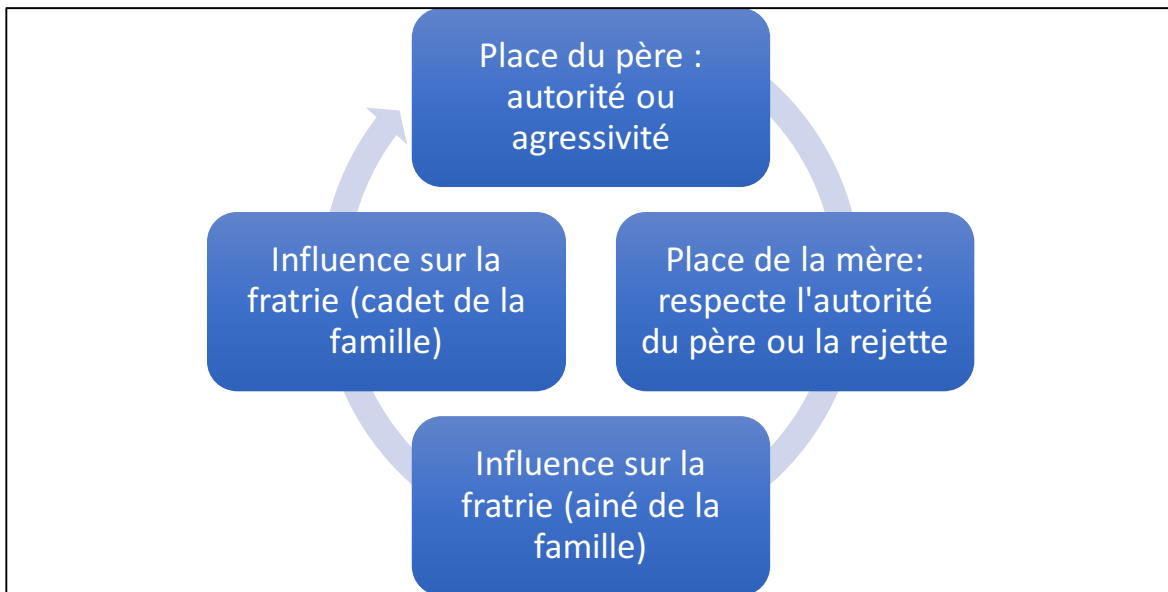 Place du père :
autorité ou
agressivité
Place de la mère:
respecte l'autorité
du père ou la rejette
Influence sur la
fratrie (ainé de la
famille)
Influence sur la
fratrie (cadet de la
famille)